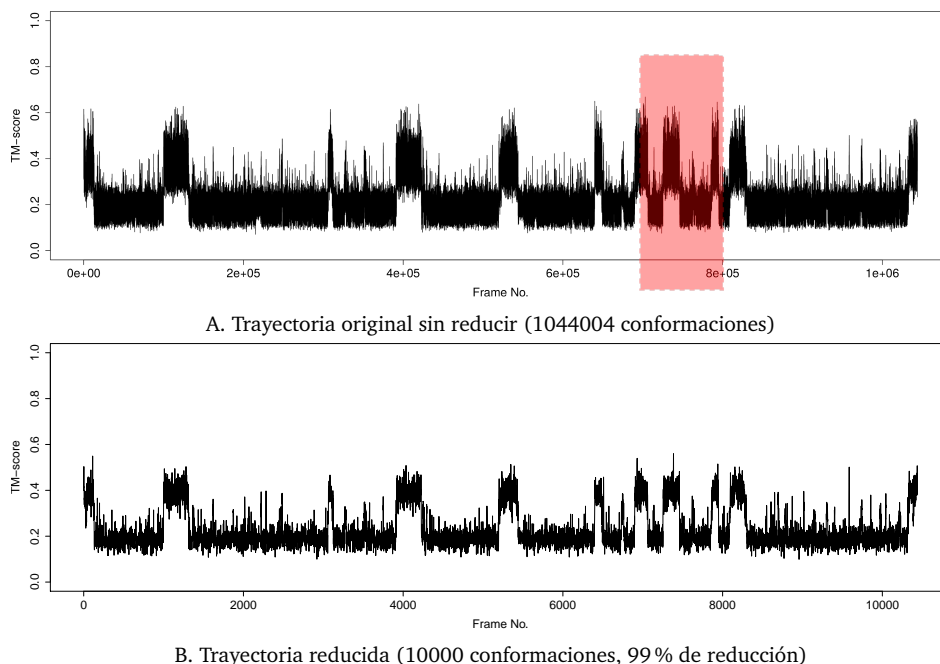 1.0
0.8
0.6
0.4
0.2
0.0
TM−score
0e+00 2e+05 4e+05 6e+05 8e+05 1e+06
Frame No.
A. Trayectoria original sin reducir (1044004 conformaciones)
1.0
0.8
0.6
0.4
0.2
0.0
TM−score
0 2000 4000 6000 8000 10000
Frame No.
B. Trayectoria reducida (10000 conformaciones, 99 % de reducción)